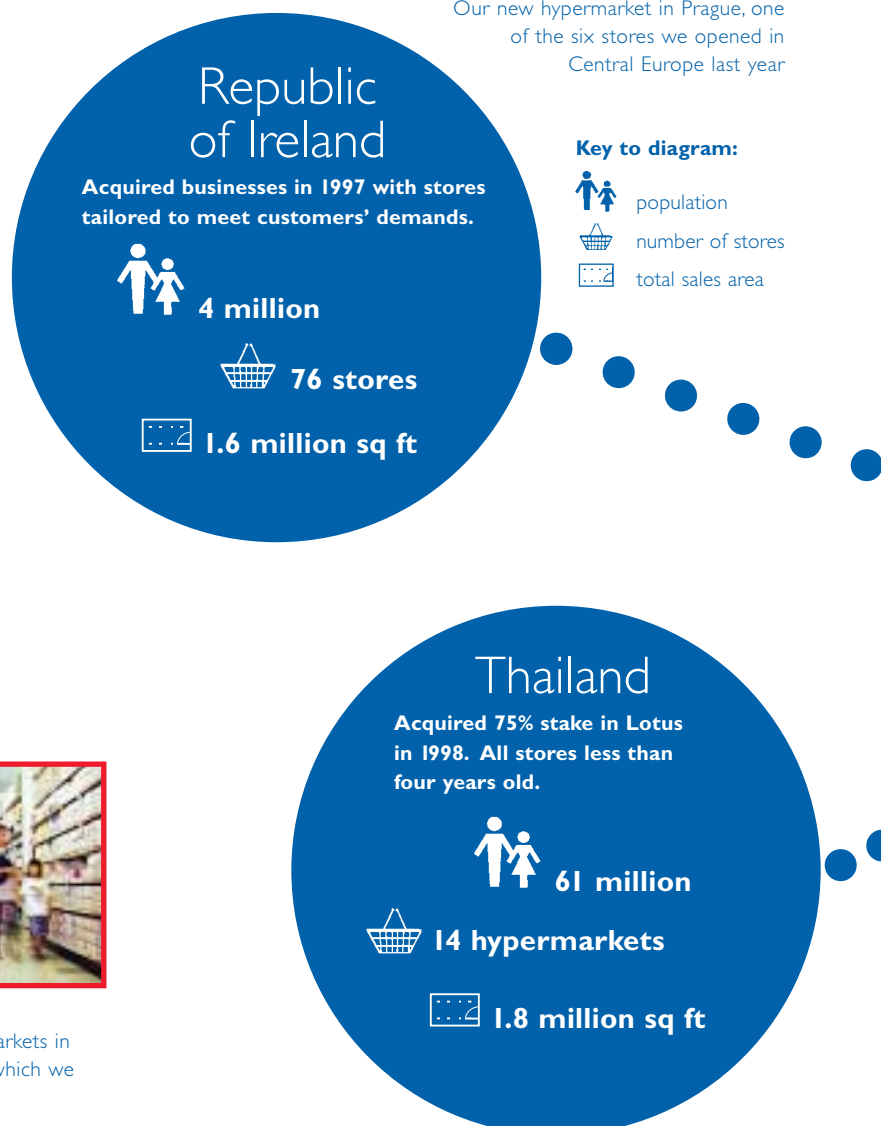 Our new hypermarket in Prague, one
of the six stores we opened in
Central Europe last year
Republic
of Ireland
Acquired businesses in 1997 with stores
tailored to meet customers’ demands.
4 million
76 stores
1.6 million sq ft
Key to diagram:
population
number of stores
total sales area
Thailand
Acquired 75% stake in Lotus
in 1998. All stores less than
four years old.
61 million
14 hypermarkets
1.8 million sq ft
in
which we